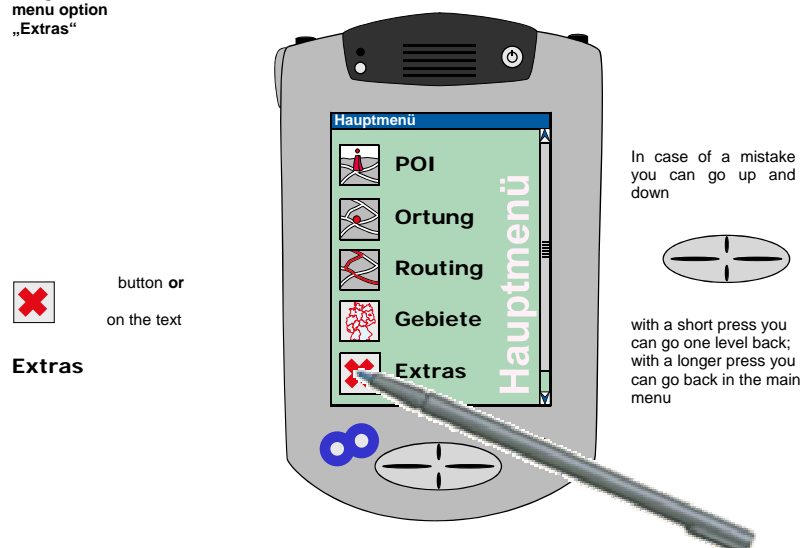 menu option
„Extras“
button or
on the text
Extras
Hauptmenü
POI
Ortung
Routing
Gebiete
Extras
Hauptmenü
In case of a mistake
you can go up and
down
with a short press you
can go one level back;
with a longer press you
can go back in the main
menu